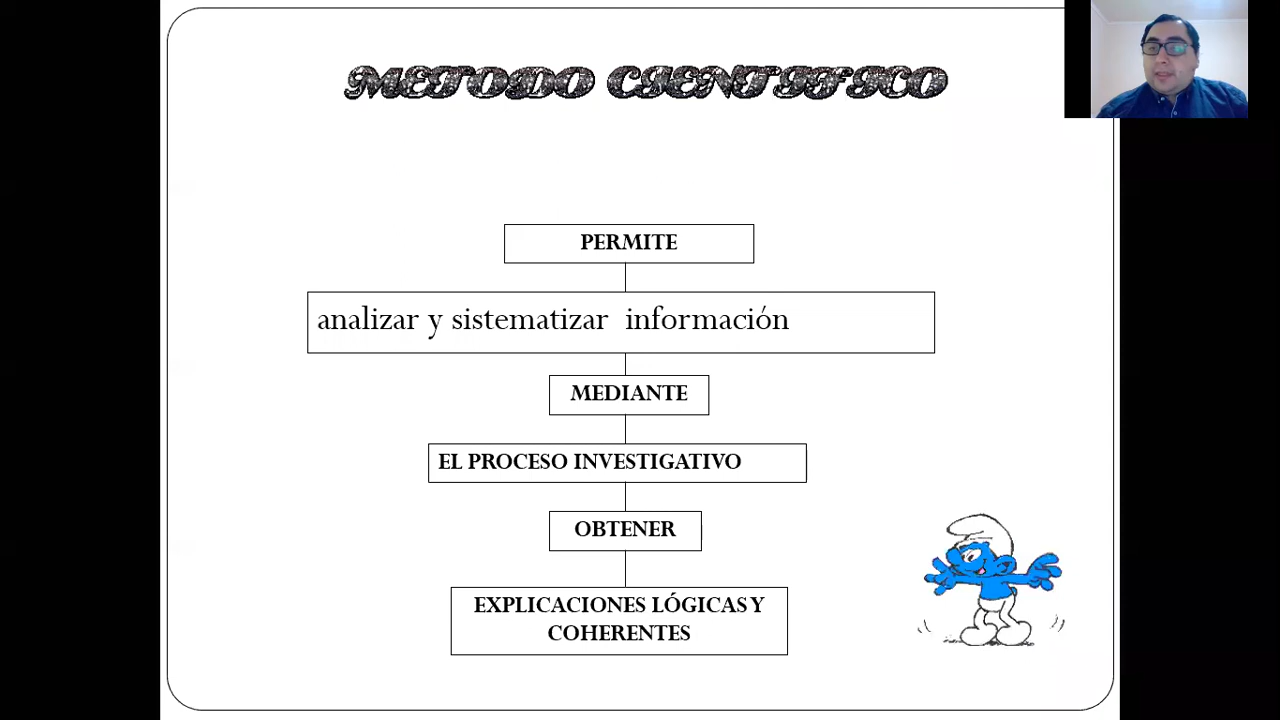 METODO CIENTIFICO
PERMITE
analizar y sistematizar información
MEDIANTE
EL PROCESO INVESTIGATIVO
OBTENER
EXPLICACIONES LÓGICAS Y
COHERENTES